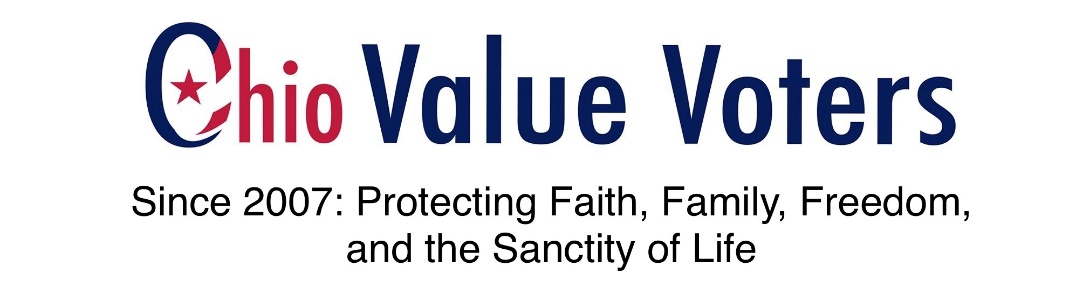 Ohio Value Voters
Since 2007: Protecting Faith, Family, Freedom,
and the Sanctity of Life